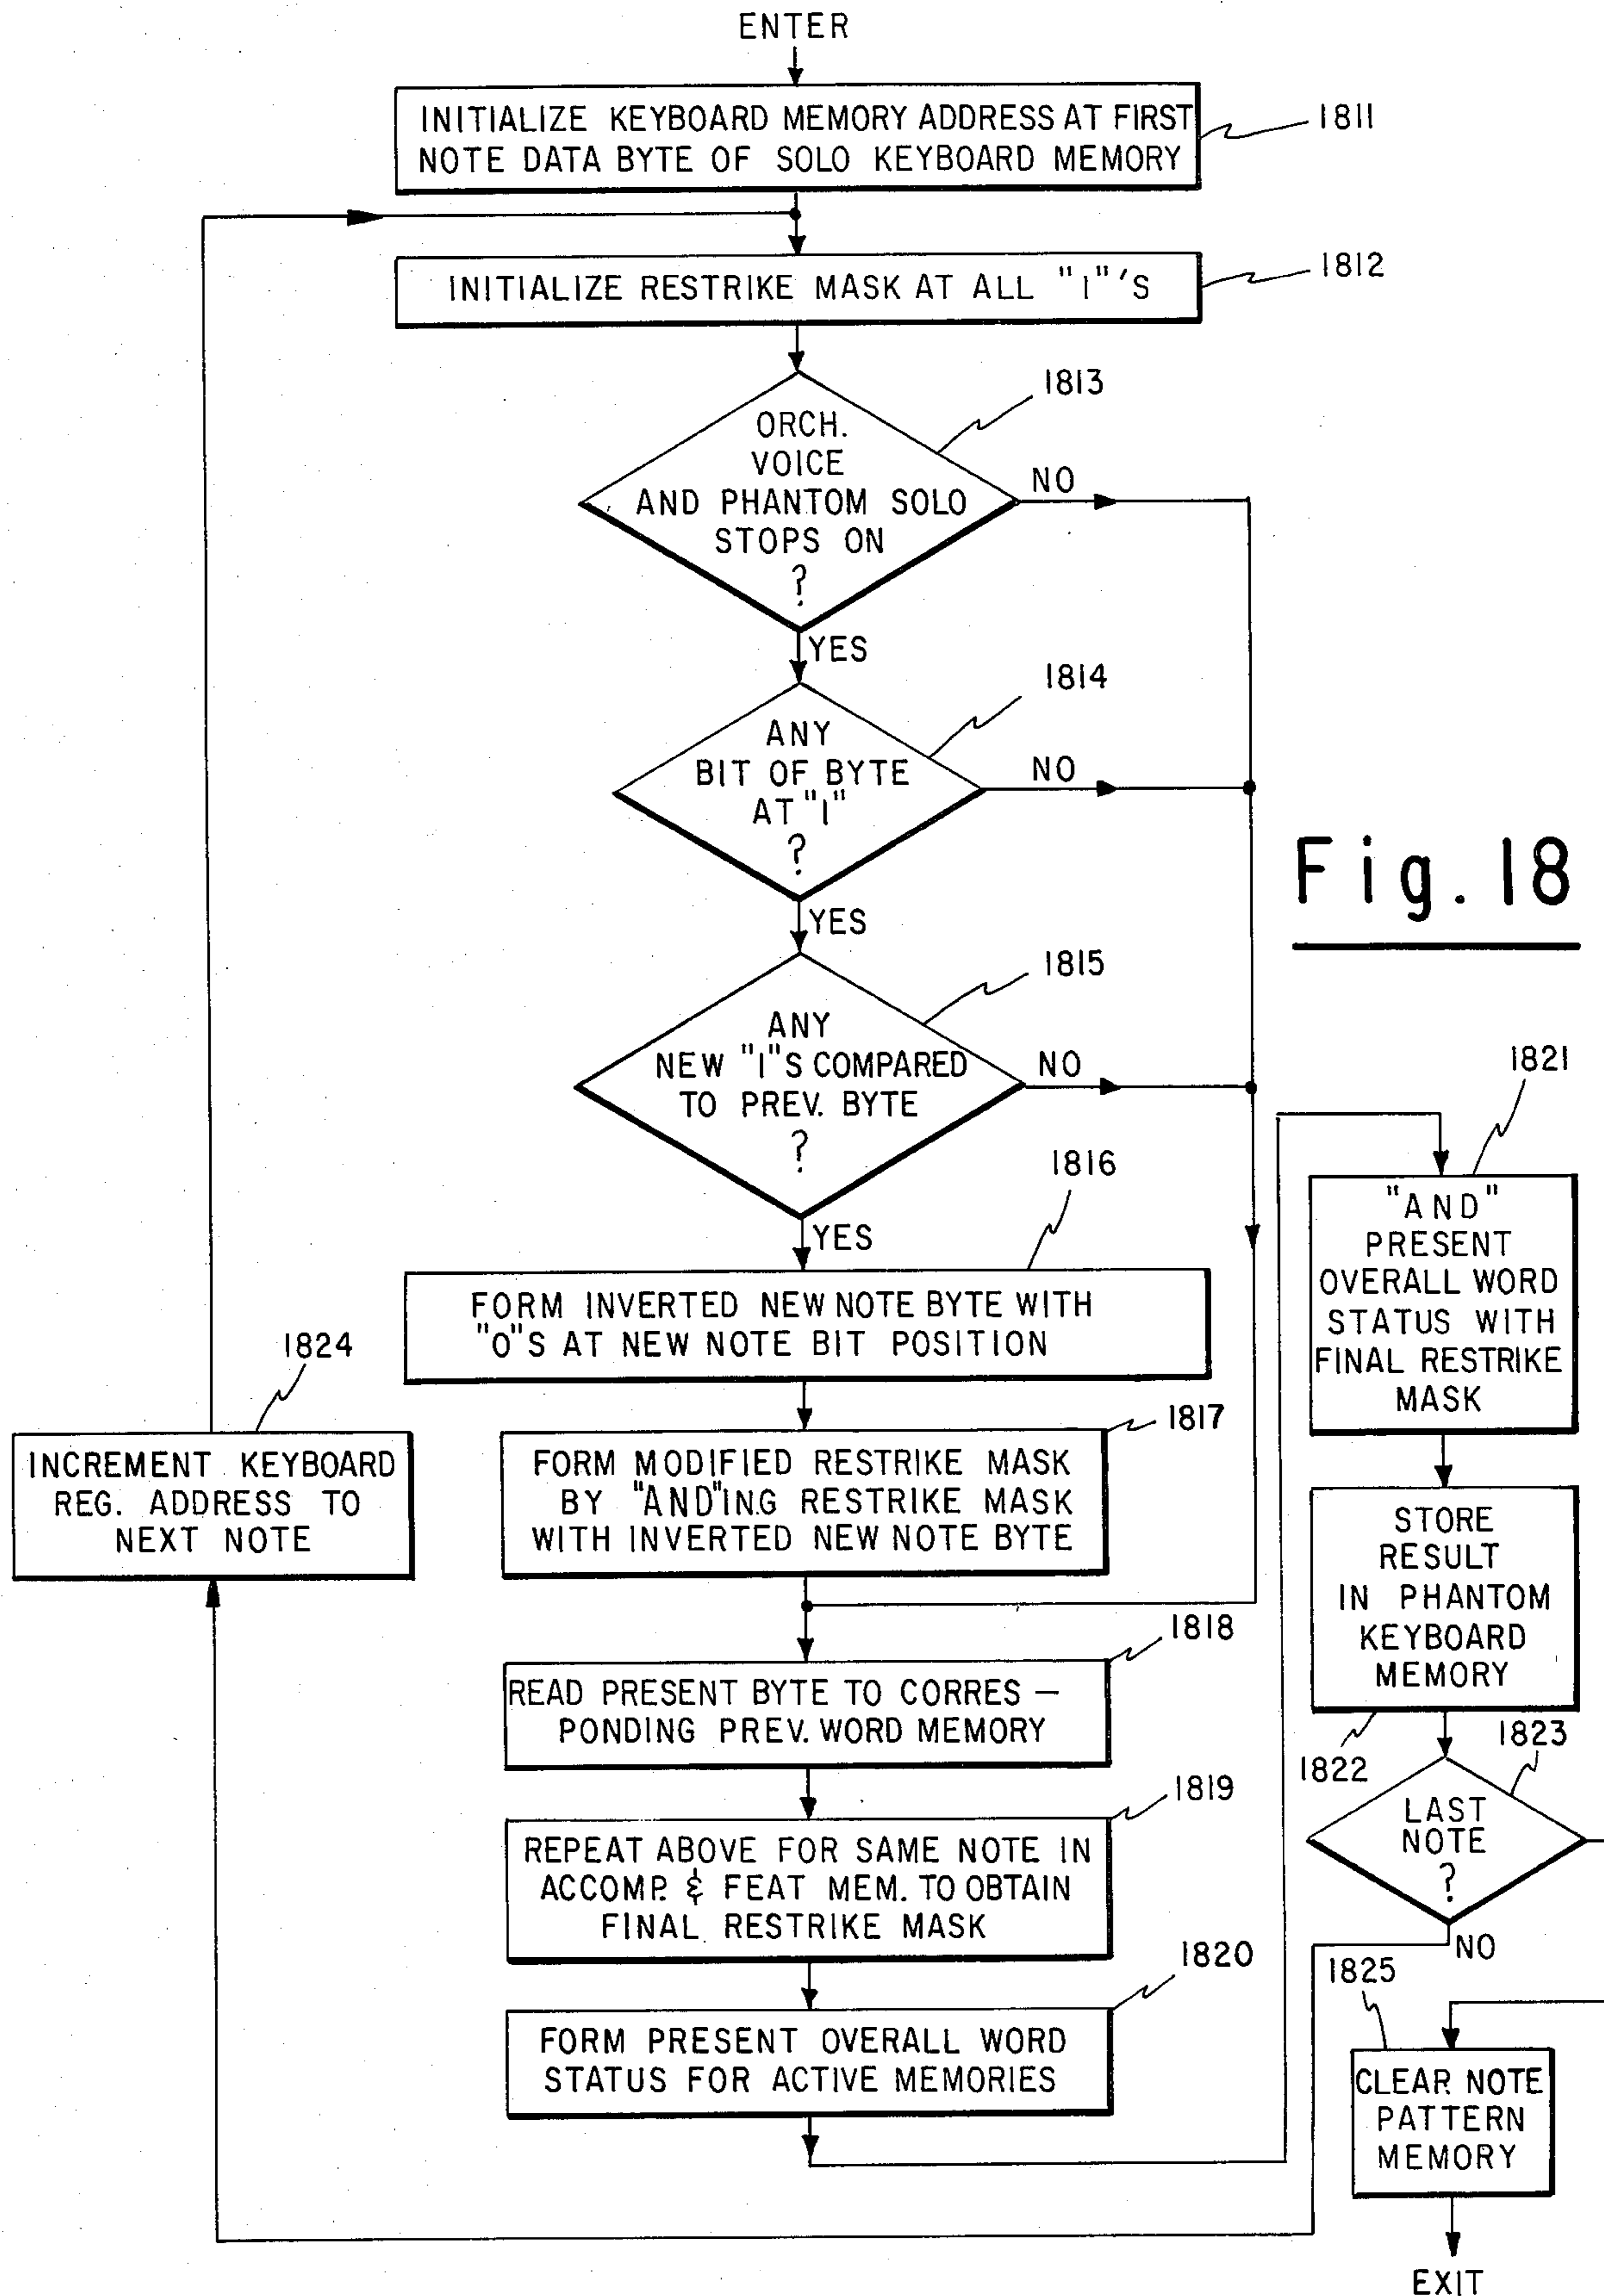 ENTER
INITIALIZE KEYBOARD MEMORY ADDRESS AT FIRST
NOTE DATA BYTE OF SOLO KEYBOARD MEMORY
1811
INITIALIZE RESTRIKE MASK AT ALL "1"'S
1812
ORCH.
VOICE
AND PHANTOM SOLO
STOPS ON
?
1813
NO
YES
ANY
BIT OF BYTE
AT "1"
?
1814
NO
YES
ANY
NEW "1"S COMPARED
TO PREV. BYTE
?
1815
NO
YES
FORM INVERTED NEW NOTE BYTE WITH
"0"S AT NEW NOTE BIT POSITION
1816
FORM MODIFIED RESTRIKE MASK
BY "AND"ING RESTRIKE MASK
WITH INVERTED NEW NOTE BYTE
1817
READ PRESENT BYTE TO CORRES –
PONDING PREV. WORD MEMORY
1818
REPEAT ABOVE FOR SAME NOTE IN
ACCOMP. & FEAT MEM. TO OBTAIN
FINAL RESTRIKE MASK
1819
FORM PRESENT OVERALL WORD
STATUS FOR ACTIVE MEMORIES
1820
Fig. 18
1821
"AND"
PRESENT
OVERALL WORD
STATUS WITH
FINAL RESTRIKE
MASK
STORE
RESULT
IN PHANTOM
KEYBOARD
MEMORY
1822
1823
LAST
NOTE
?
NO
1824
INCREMENT KEYBOARD
REG. ADDRESS TO
NEXT NOTE
1825
CLEAR NOTE
PATTERN
MEMORY
EXIT